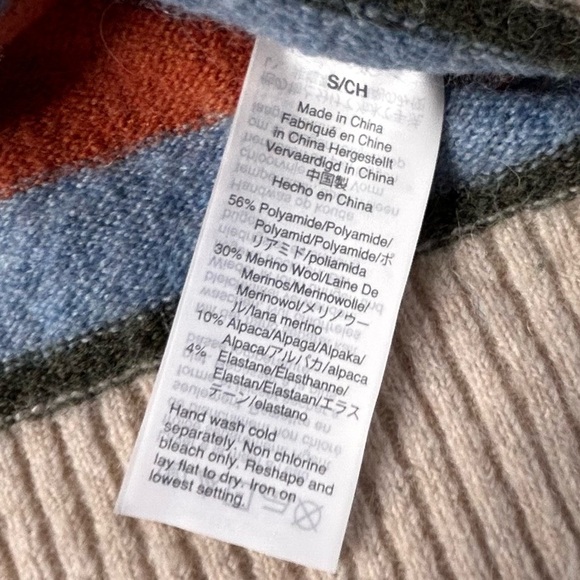 S/CH
Made in China
Fabriqué en Chine
in China Hergestellt
Vervaardigd in China
中国製
Hecho en China
56% Polyamide/Polyamide/
Polyamid/Polyamide/ポ
リアミド/poliamida
30% Merino Wool/Laine De
Merinos/Merinowolle/
Merinowol/メリノウー
ル/lana merino
10% Alpaca/Alpaga/Alpaka/
Alpaca/アルパカ/alpaca
4% Elastane/Élasthanne/
Elastan/Elastaan/エラス
テーン/elastano
Hand wash cold
separately. Non chlorine
bleach only. Reshape and
lay flat to dry. Iron on
lowest setting.